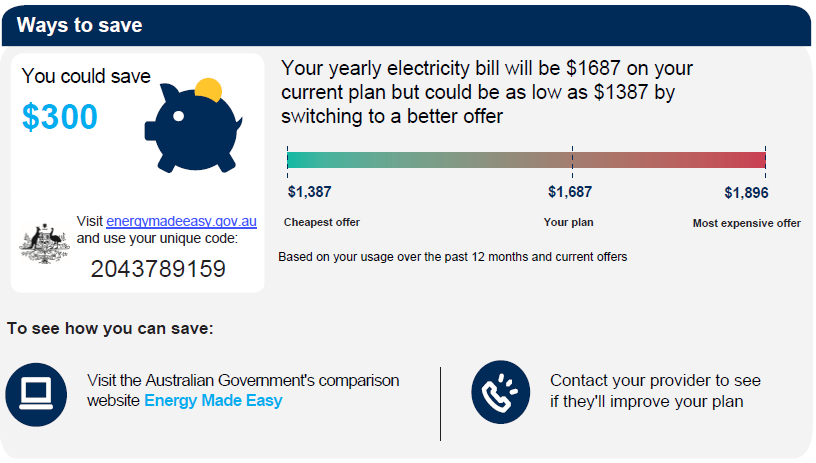 Ways to save
You could save
$300
Visit energymadeeasy.gov.au
and use your unique code:
2043789159
Your yearly electricity bill will be $1687 on your
current plan but could be as low as $1387 by
switching to a better offer
$1,387
$1,687
$1,896
Cheapest offer
Your plan
Most expensive offer
Based on your usage over the past 12 months and current offers
To see how you can save:
Visit the Australian Government's comparison
website Energy Made Easy
Contact your provider to see
if they'll improve your plan